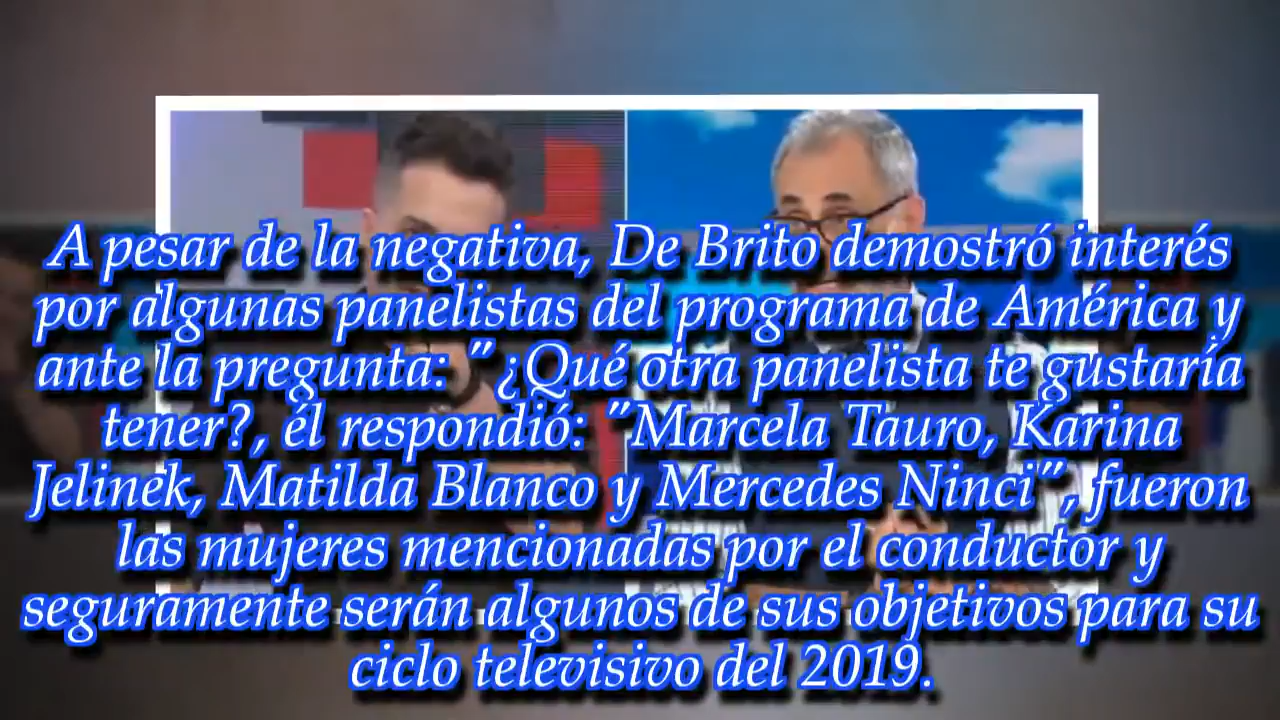 A pesar de la negativa, De Brito demostró interés
por algunas panelistas del programa de América y
ante la pregunta: "¿Qué otra panelista te gustaría
tener?, él respondió: "Marcela Tauro, Karina
Jelinek, Matilda Blanco y Mercedes Ninci", fueron
las mujeres mencionadas por el conductor y
seguramente serán algunos de sus objetivos para su
ciclo televisivo del 2019.